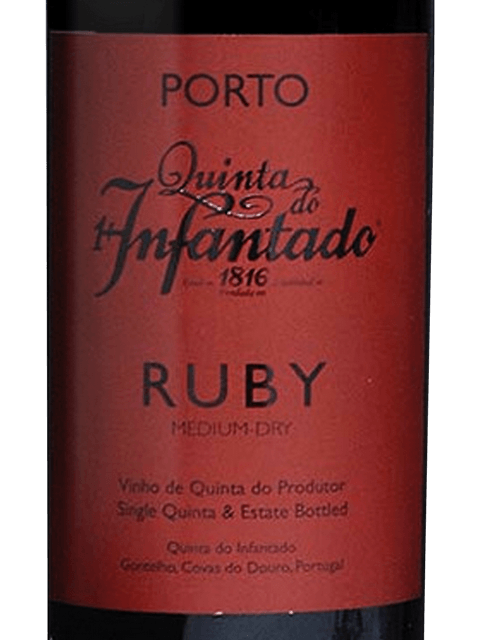 PORTO
Quinta
do
Infantado
1816
RUBY
MEDIUM-DRY
Vinho de Quinta do Produtor
Single Quinta & Estate Bottled
Quinta do Infantado
Gontelho, Covas do Douro, Portugal